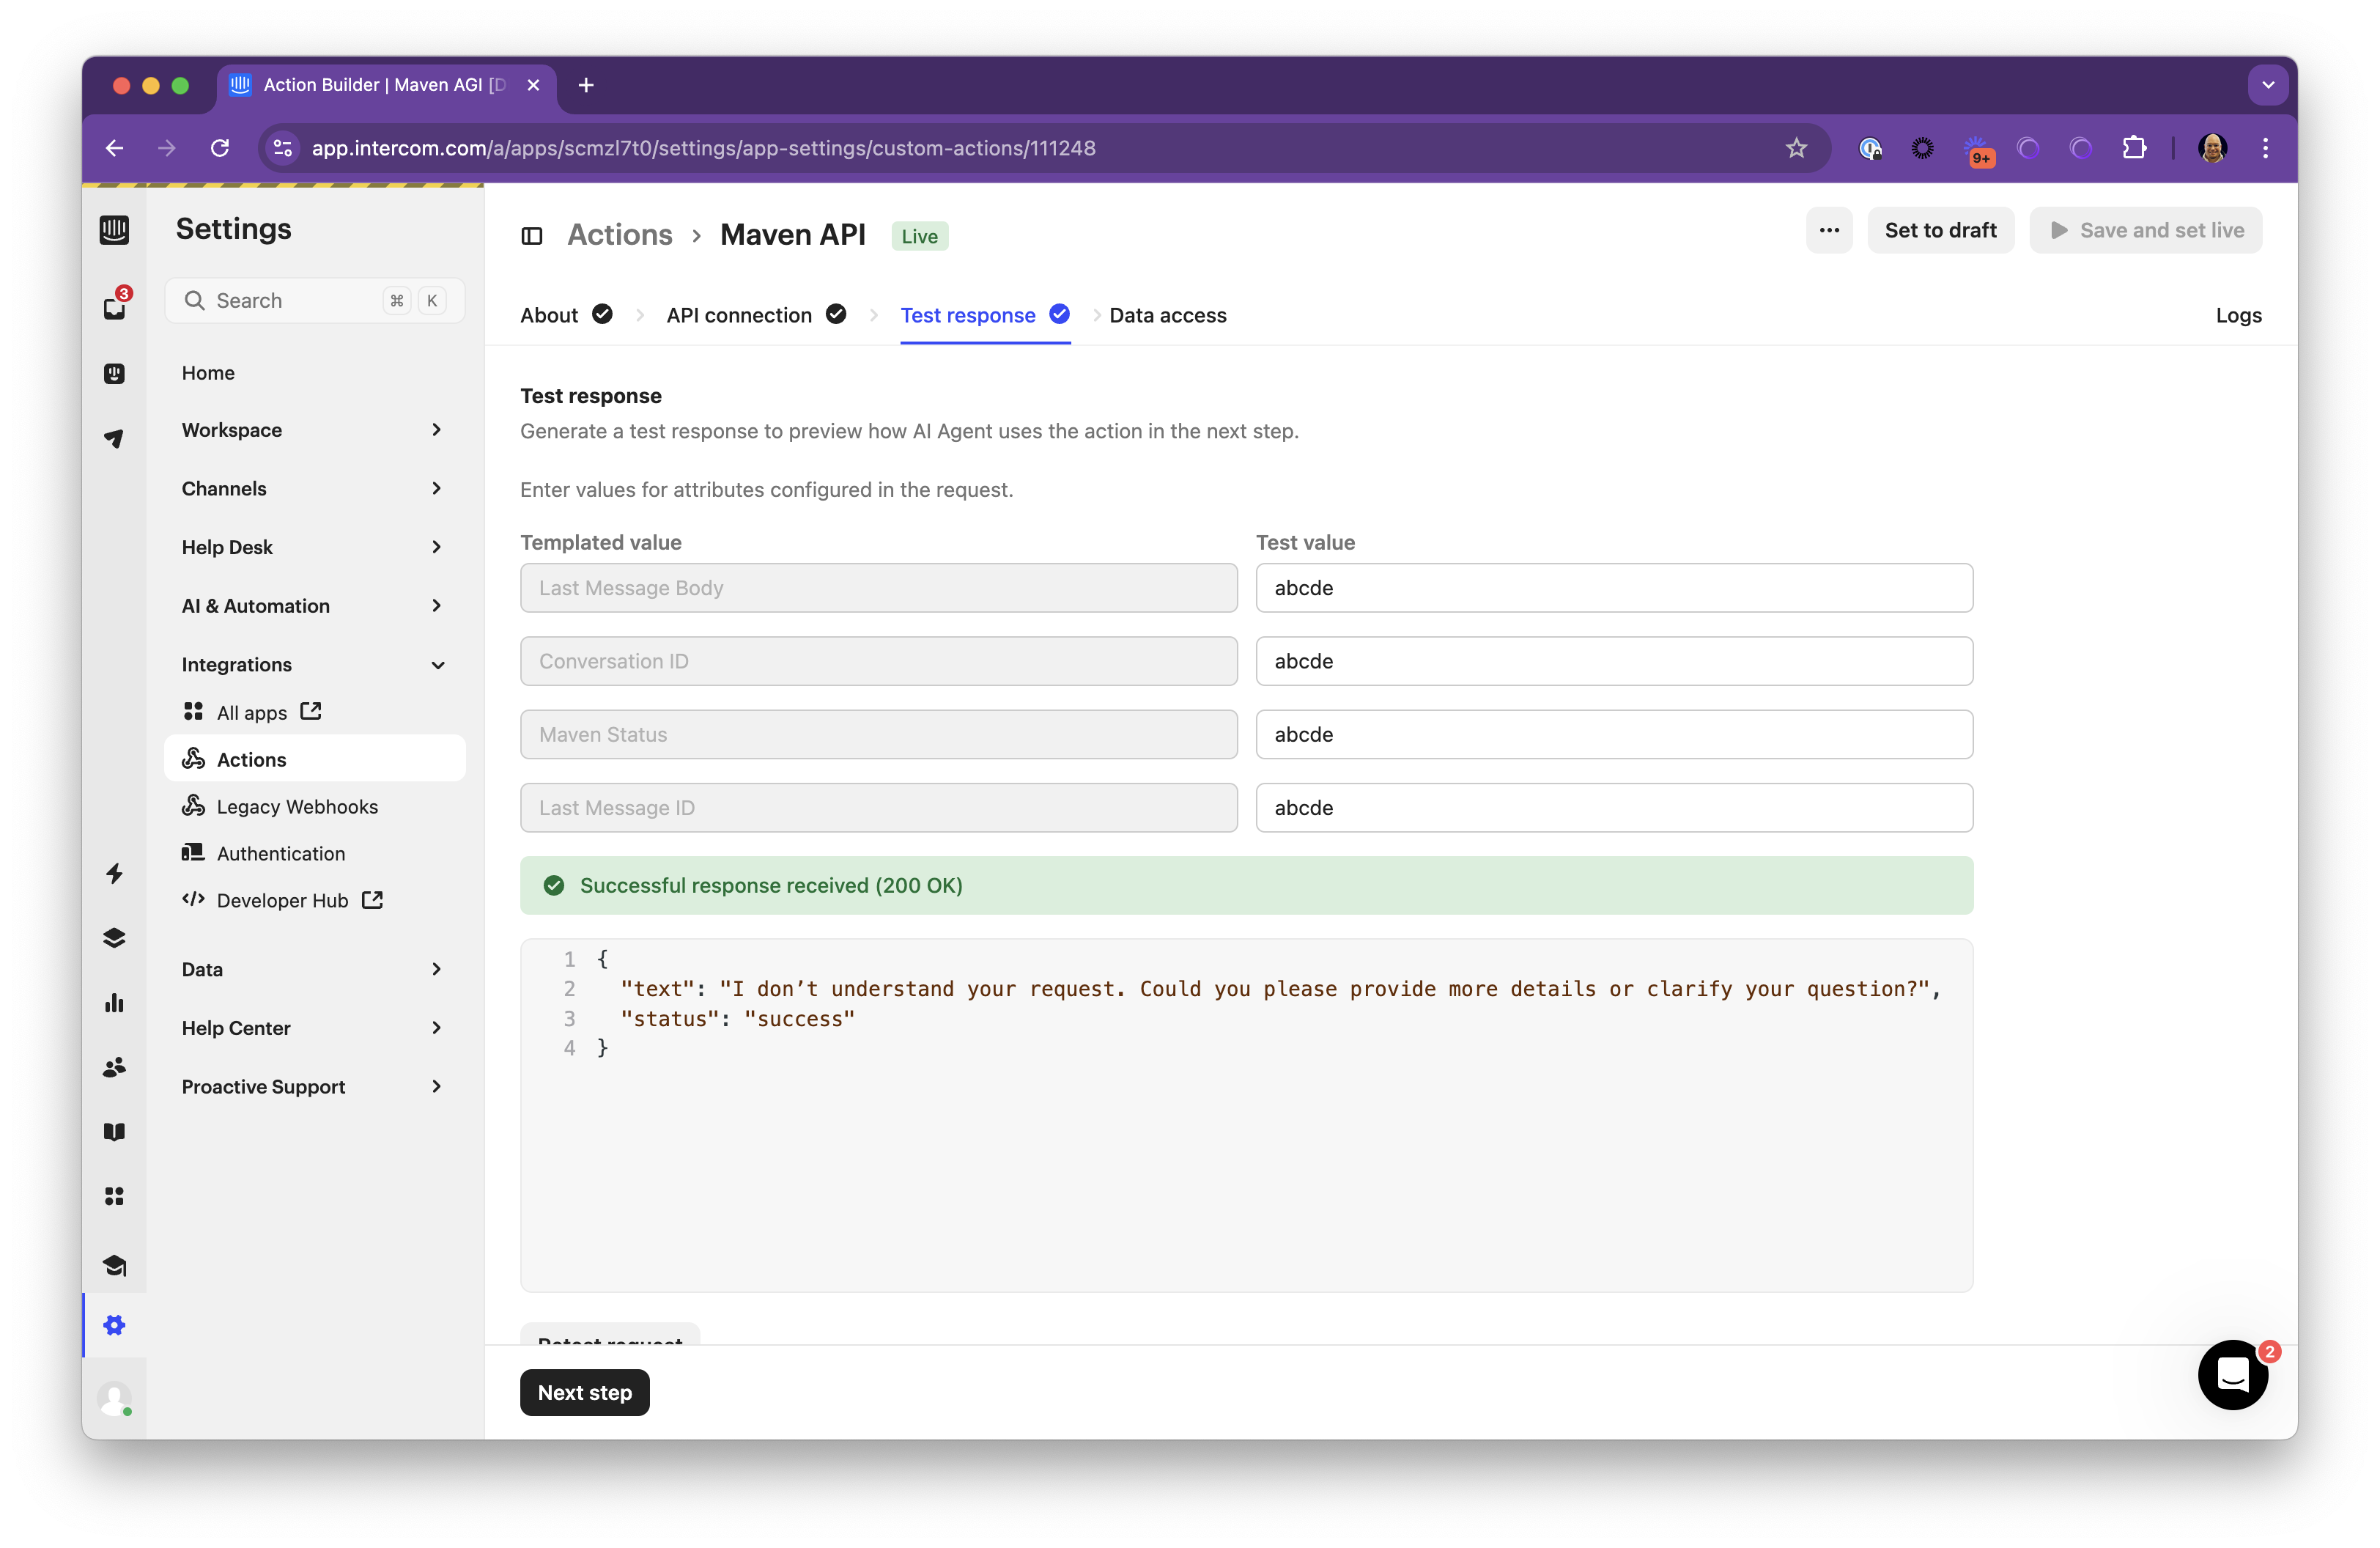 Action Builder | Maven AGI [D
app.intercom.com/a/apps/scmzl7t0/settings/app-settings/custom-actions/111248
9+
Settings
Actions > Maven API Live
... Set to draft Save and set live
3
Search ⌘ K
About API connection Test response Data access Logs
Home
Workspace
Channels
Help Desk
AI & Automation
Integrations
All apps
Actions
Legacy Webhooks
Authentication
Developer Hub
Data
Help Center
Proactive Support
Test response
Generate a test response to preview how AI Agent uses the action in the next step.
Enter values for attributes configured in the request.
Templated value Test value
Last Message Body abcde
Conversation ID abcde
Maven Status abcde
Last Message ID abcde
Successful response received (200 OK)
1 {
2 "text": "I don’t understand your request. Could you please provide more details or clarify your question?",
3 "status": "success"
4 }
Retest request
Next step
2